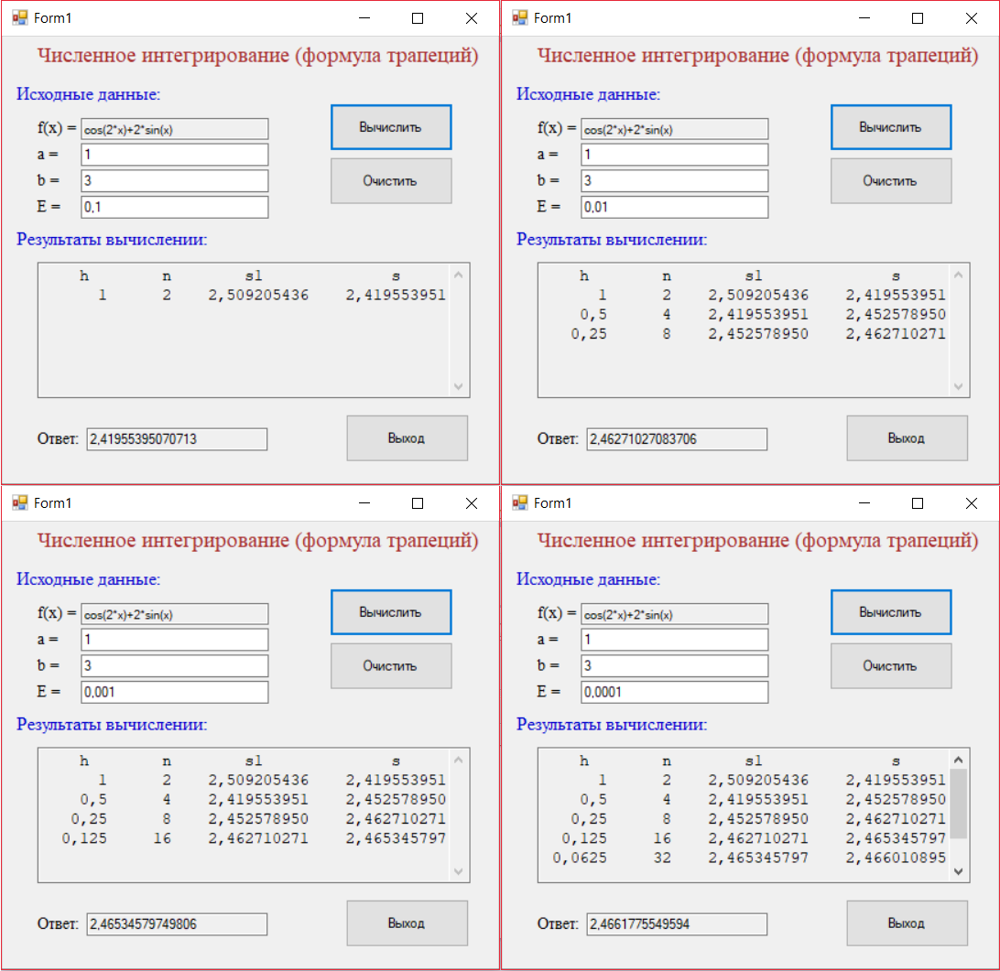 Form1
Численное интегрирование (формула трапеций)
Исходные данные:
f(x) = cos(2*x)+2*sin(x)
Вычислить
a = 1
b = 3
Очистить
E = 0,1
Результаты вычислении:
h n s1 s
1 2 2,509205436 2,419553951
Ответ: 2,41955395070713
Выход
Form1
Численное интегрирование (формула трапеций)
Исходные данные:
f(x) = cos(2*x)+2*sin(x)
Вычислить
a = 1
b = 3
Очистить
E = 0,01
Результаты вычислении:
h n s1 s
1 2 2,509205436 2,419553951
0,5 4 2,419553951 2,452578950
0,25 8 2,452578950 2,462710271
Ответ: 2,46271027083706
Выход
Form1
Численное интегрирование (формула трапеций)
Исходные данные:
f(x) = cos(2*x)+2*sin(x)
Вычислить
a = 1
b = 3
Очистить
E = 0,001
Результаты вычислении:
h n s1 s
1 2 2,509205436 2,419553951
0,5 4 2,419553951 2,452578950
0,25 8 2,452578950 2,462710271
0,125 16 2,462710271 2,465345797
Ответ: 2,46534579749806
Выход
Form1
Численное интегрирование (формула трапеций)
Исходные данные:
f(x) = cos(2*x)+2*sin(x)
Вычислить
a = 1
b = 3
Очистить
E = 0,0001
Результаты вычислении:
h n s1 s
1 2 2,509205436 2,419553951
0,5 4 2,419553951 2,452578950
0,25 8 2,452578950 2,462710271
0,125 16 2,462710271 2,465345797
0,0625 32 2,465345797 2,466010895
Ответ: 2,4661775549594
Выход